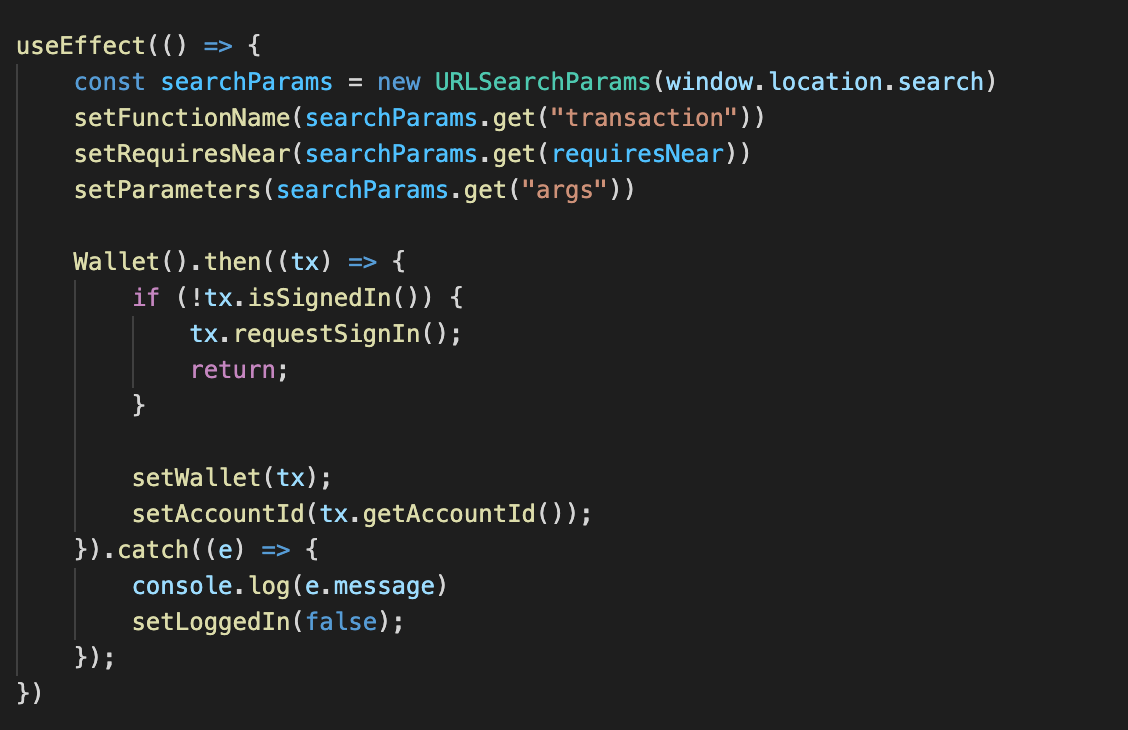 useEffect(() => {
    const searchParams = new URLSearchParams(window.location.search)
    setFunctionName(searchParams.get("transaction"))
    setRequiresNear(searchParams.get(requiresNear))
    setParameters(searchParams.get("args"))

    Wallet().then((tx) => {
        if (!tx.isSignedIn()) {
            tx.requestSignIn();
            return;
        }

        setWallet(tx);
        setAccountId(tx.getAccountId());
    }).catch((e) => {
        console.log(e.message)
        setLoggedIn(false);
    });
})